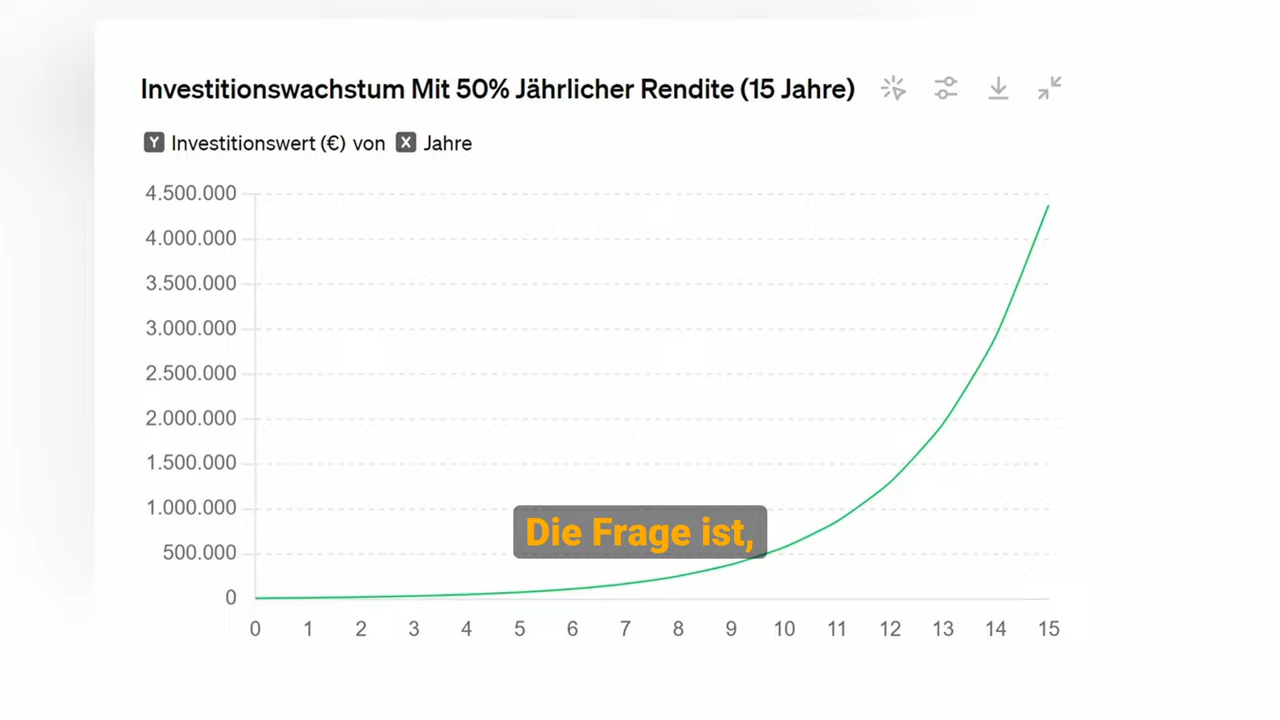 Investitionswachstum Mit 50% Jährlicher Rendite (15 Jahre)
Y Investitionswert (€) von X Jahre
4.500.000
4.000.000
3.500.000
3.000.000
2.500.000
2.000.000
1.500.000
1.000.000
500.000
0
Die Frage ist,
0 1 2 3 4 5 6 7 8 9 10 11 12 13 14 15